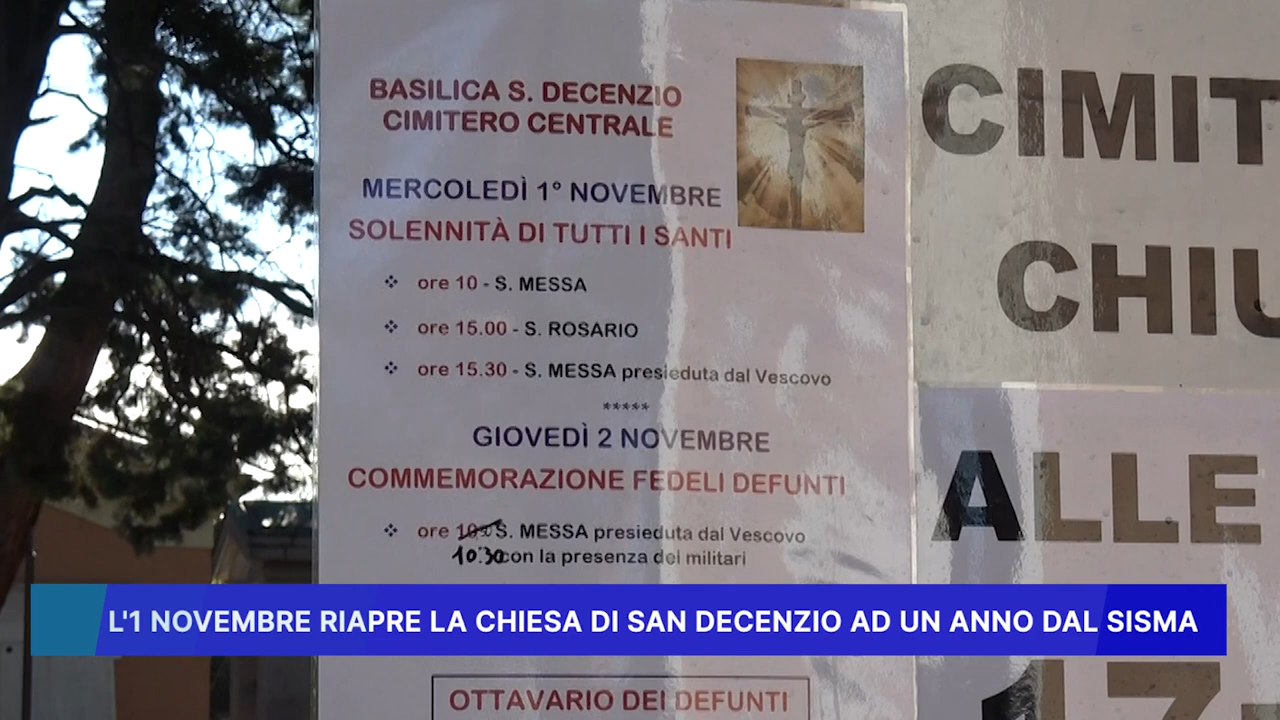 BASILICA S. DECENZIO
CIMITERO CENTRALE
MERCOLEDÌ 1° NOVEMBRE
SOLENNITÀ DI TUTTI I SANTI
ore 10 - S. MESSA
ore 15.00 - S. ROSARIO
ore 15.30 - S. MESSA presieduta dal Vescovo
*****
GIOVEDÌ 2 NOVEMBRE
COMMEMORAZIONE FEDELI DEFUNTI
ore S. MESSA presieduta dal Vescovo
10:30 con la presenza dei militari
OTTAVARIO DEI DEFUNTI
CIMIT
CHIU
ALLE
17
L'1 NOVEMBRE RIAPRE LA CHIESA DI SAN DECENZIO AD UN ANNO DAL SISMA